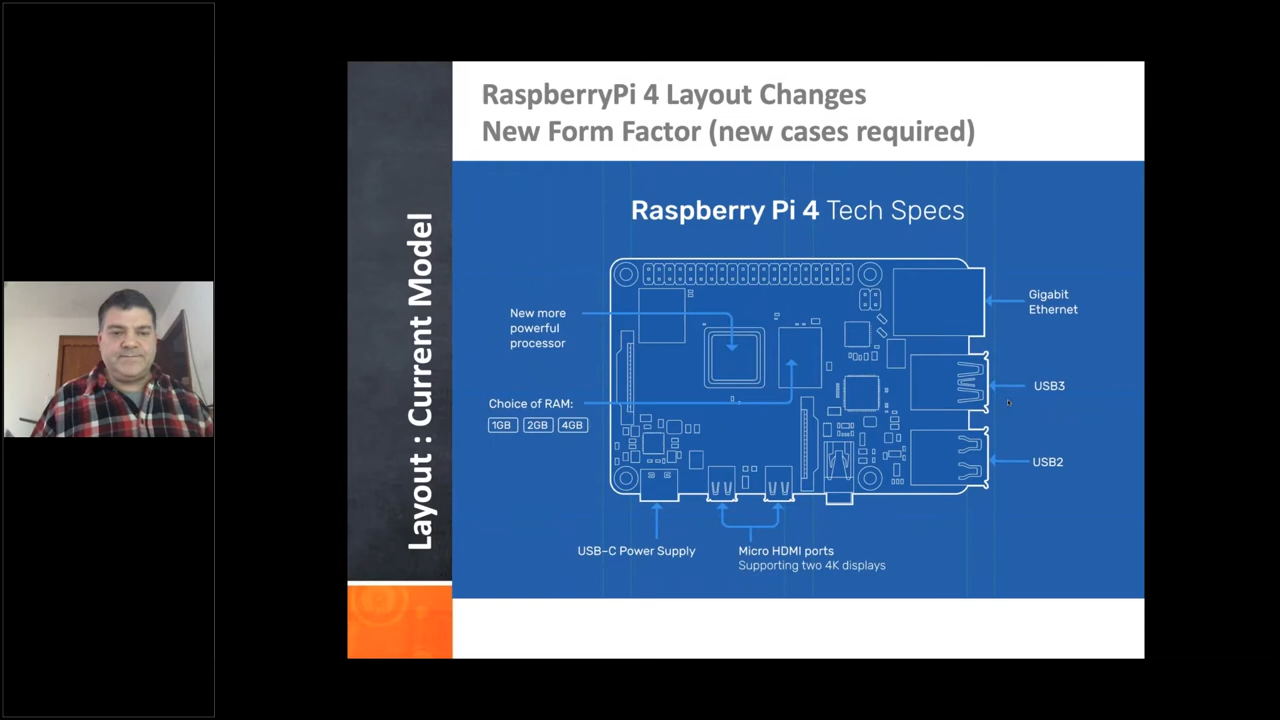 RaspberryPi 4 Layout Changes
New Form Factor (new cases required)
Layout : Current Model
Raspberry Pi 4 Tech Specs
New more
powerful
processor
Choice of RAM:
1GB 2GB 4GB
Gigabit
Ethernet
USB3
USB2
USB-C Power Supply
Micro HDMI ports
Supporting two 4K displays